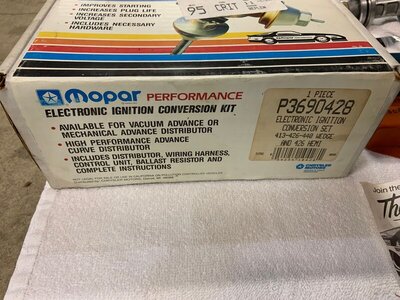 • IMPROVES STARTING
• INCREASES PLUG LIFE
• INCREASES SECONDARY
VOLTAGE
• INCLUDES NECESSARY
HARDWARE
95 CRIT
Mopar PERFORMANCE
ELECTRONIC IGNITION CONVERSION KIT
• AVAILABLE FOR VACUUM ADVANCE OR
MECHANICAL ADVANCE DISTRIBUTOR
• HIGH PERFORMANCE ADVANCE
CURVE DISTRIBUTOR
• INCLUDES DISTRIBUTOR, WIRING HARNESS,
CONTROL UNIT, BALLAST RESISTOR AND
COMPLETE INSTRUCTIONS
1 PIECE
P3690428
ELECTRONIC IGNITION
CONVERSION SET
413-426-440 WEDGE
AND 426 HEMI
Join the
The